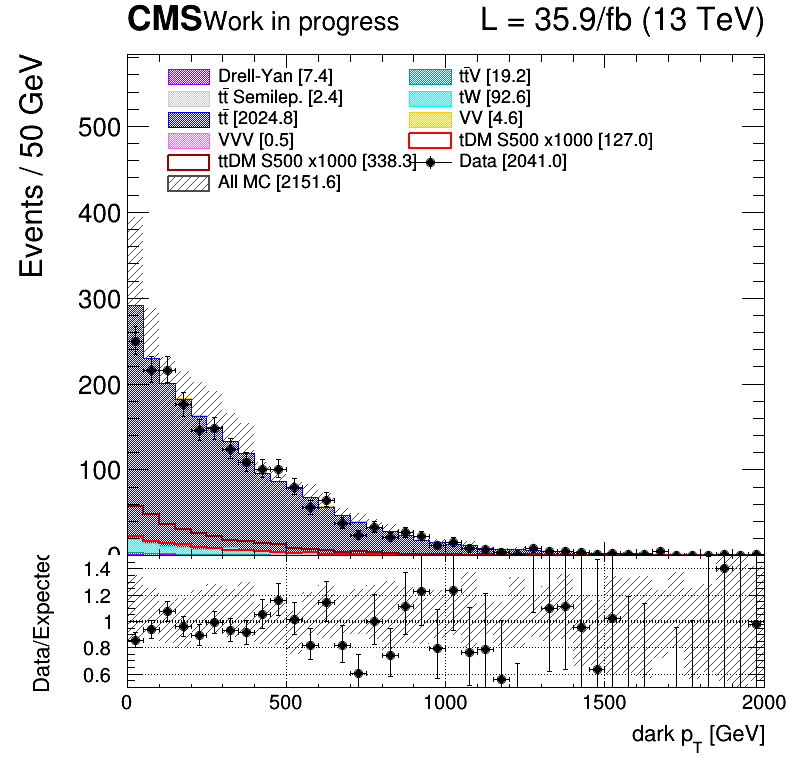 CMS Work in progress L = 35.9/fb (13 TeV)
Events / 50 GeV
Drell-Yan [7.4] tt̄V [19.2]
tt̄ Semilep. [2.4] tW [92.6]
tt̄ [2024.8] VV [4.6]
VVV [0.5] tDM S500 x1000 [127.0]
ttDM S500 x1000 [338.3] Data [2041.0]
All MC [2151.6]
500
400
300
200
100
0
Data/Expected
1.4
1.2
1
0.8
0.6
0 500 1000 1500 2000
dark pT [GeV]